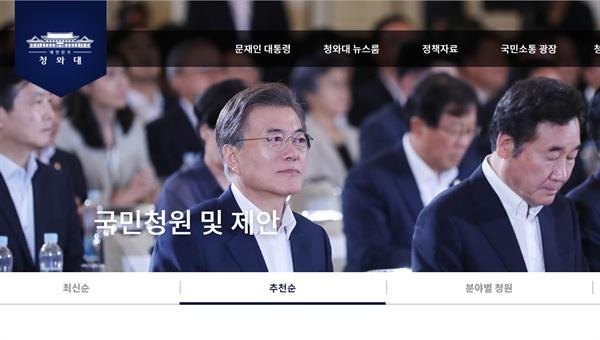 대한민국
청와대
문재인 대통령
청와대 뉴스룸
정책자료
국민소통 광장
청
국민청원 및 제안
최신순
추천순
분야별 청원